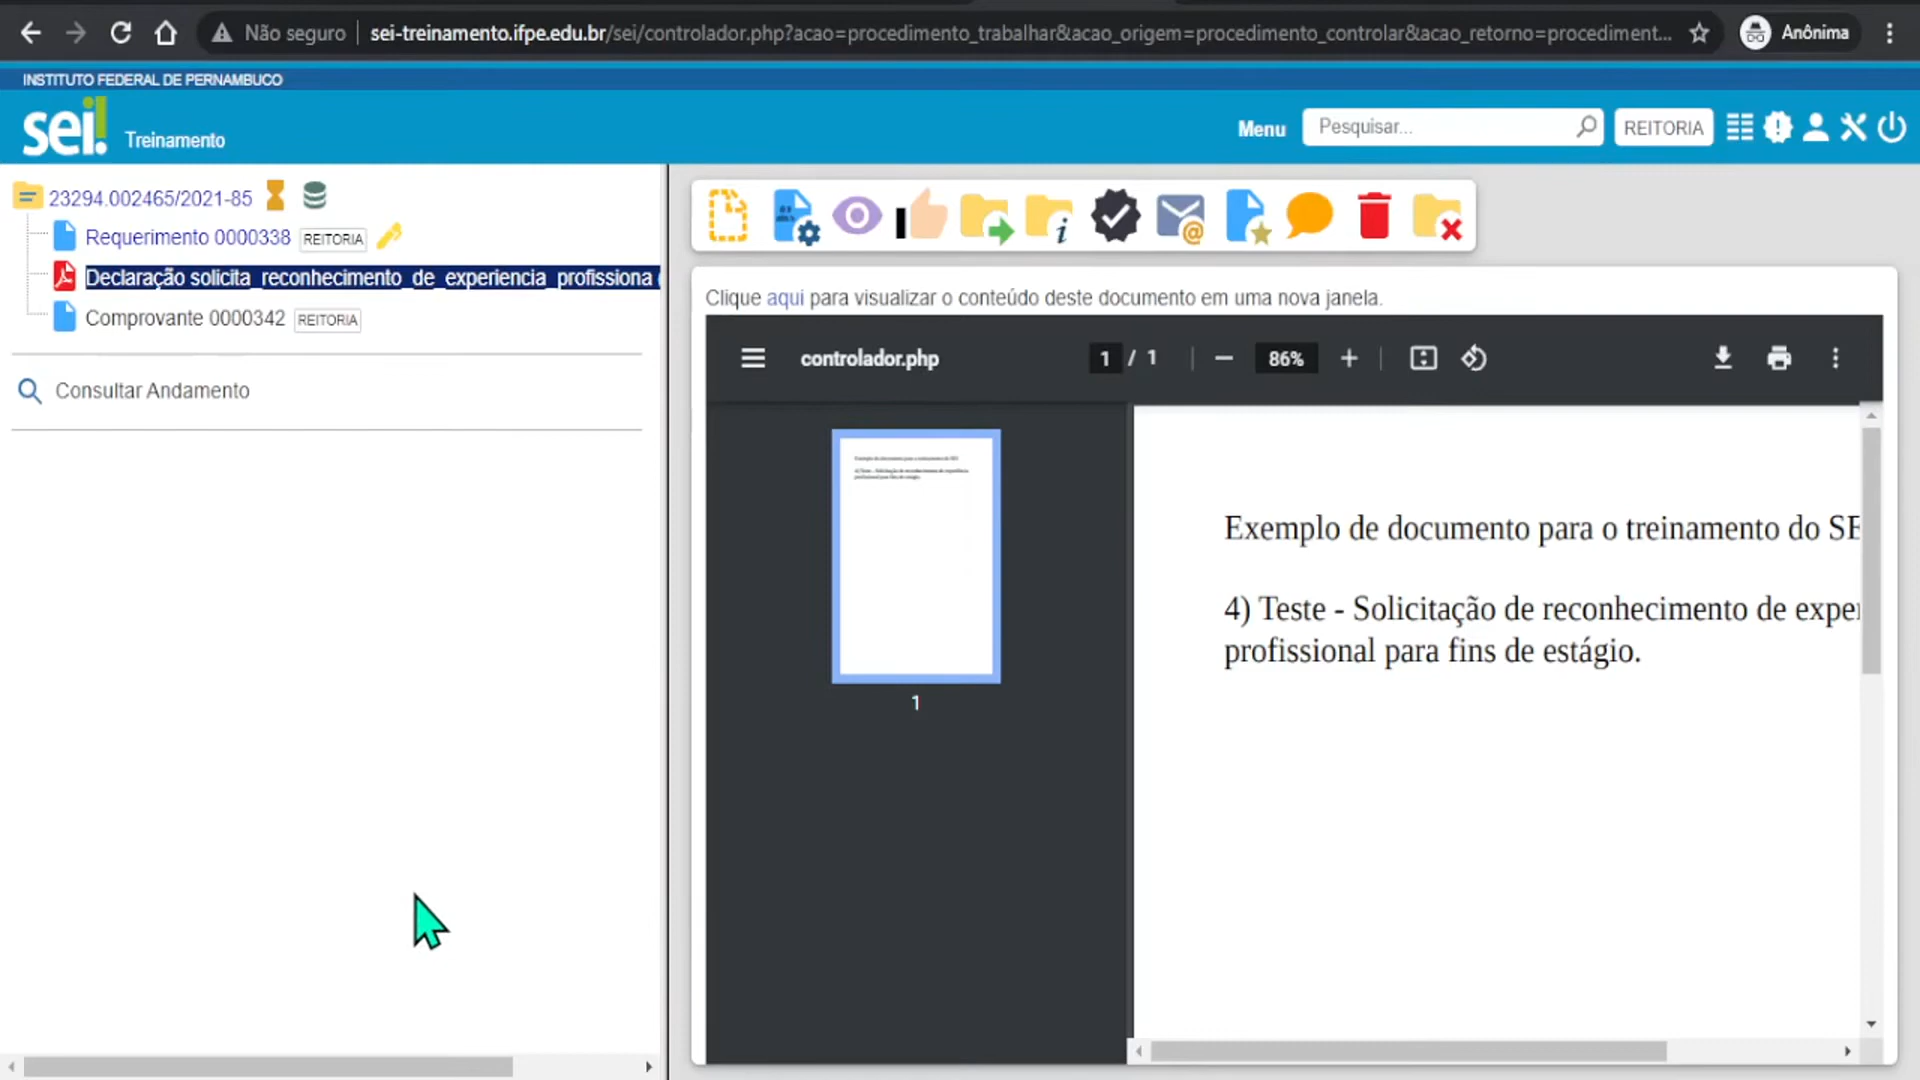 Não seguro
sei-treinamento.ifpe.edu.br/sei/controlador.php?acao=procedimento_trabalhar&acao_origem=procedimento_controlar&acao_retorno=procediment...
Anônima
INSTITUTO FEDERAL DE PERNAMBUCO
sei!
Treinamento
Menu
Pesquisar...
REITORIA
23294.002465/2021-85
Requerimento 0000338
REITORIA
Declaração solicita_reconhecimento_de_experiencia_profissiona (
Comprovante 0000342
REITORIA
Consultar Andamento
Clique aqui para visualizar o conteúdo deste documento em uma nova janela.
controlador.php
1 / 1
86%
1
Exemplo de documento para o treinamento do SE
4) Teste - Solicitação de reconhecimento de exper
profissional para fins de estágio.